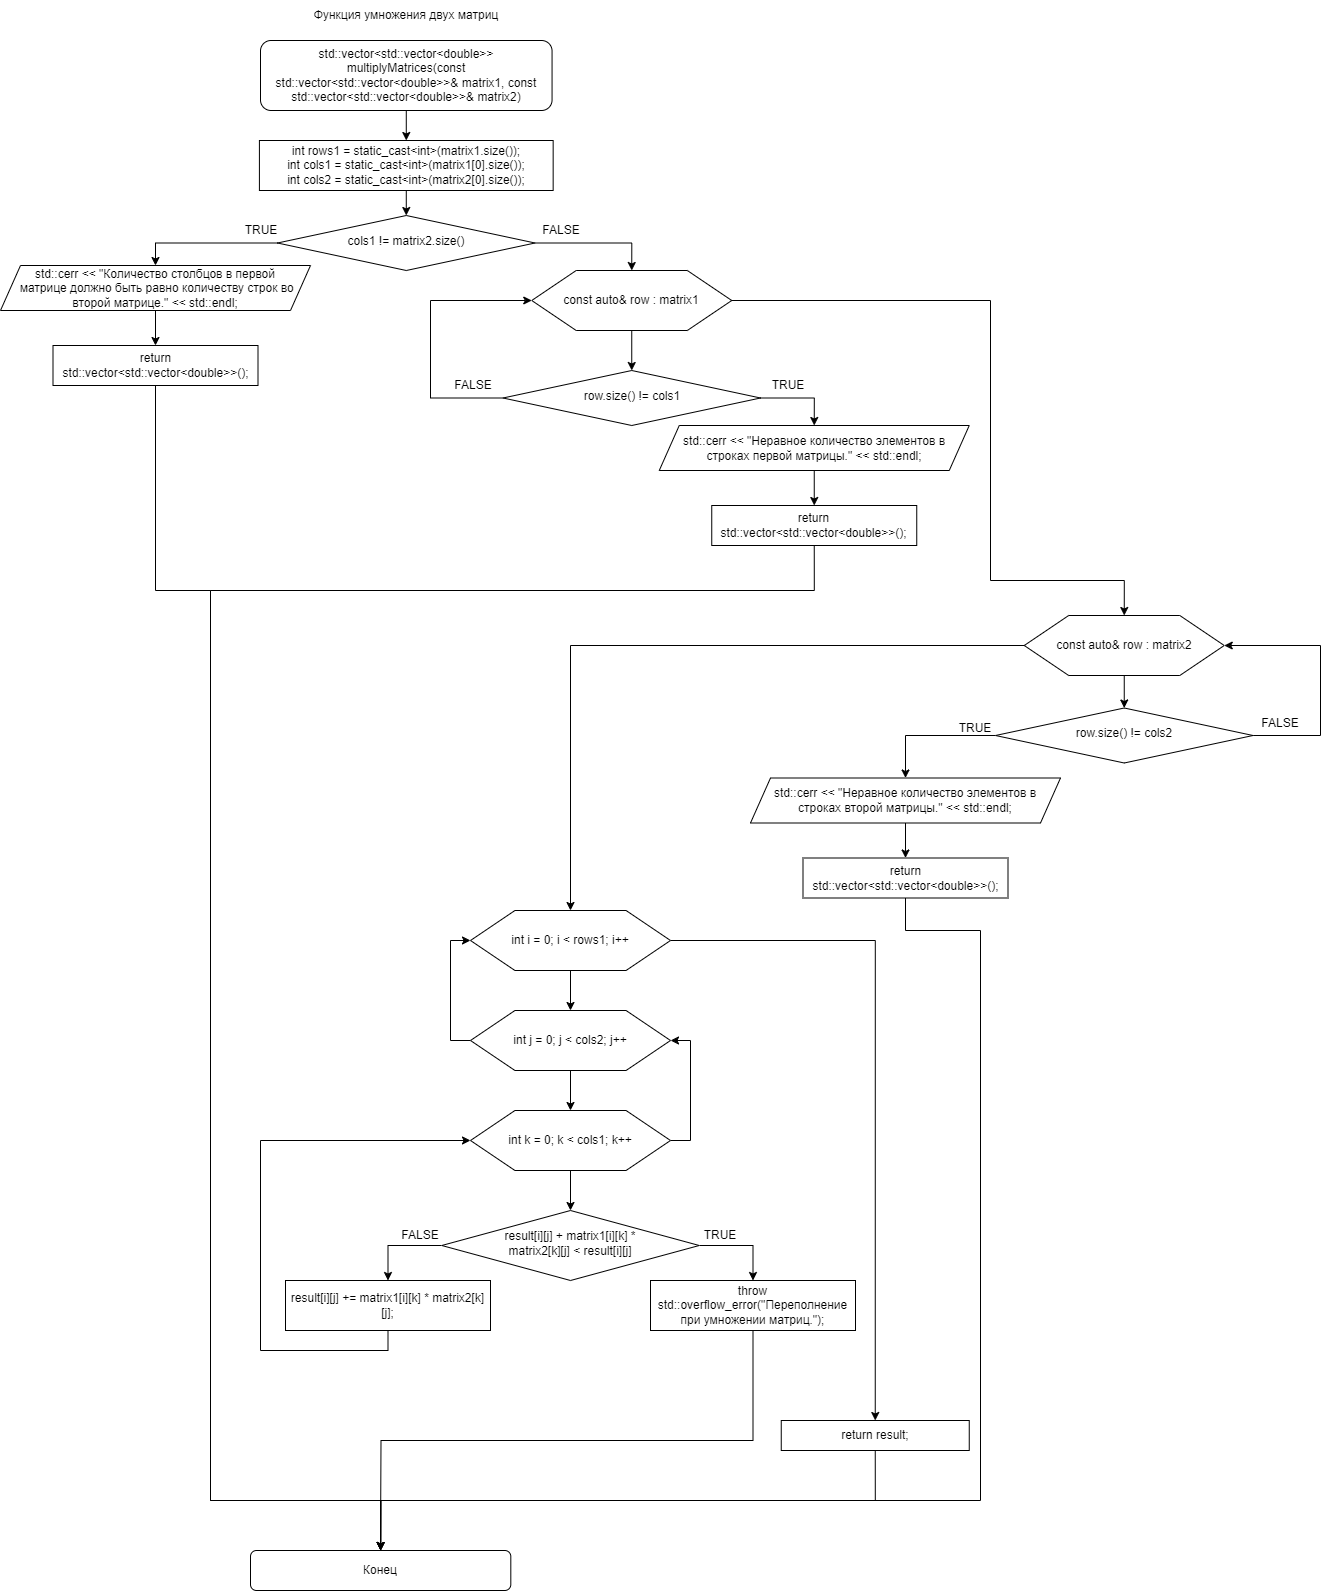 Функция умножения двух матриц
std::vector<std::vector<double>>
multiplyMatrices(const
std::vector<std::vector<double>>& matrix1, const
std::vector<std::vector<double>>& matrix2)
int rows1 = static_cast<int>(matrix1.size());
int cols1 = static_cast<int>(matrix1[0].size());
int cols2 = static_cast<int>(matrix2[0].size());
TRUE
cols1 != matrix2.size()
FALSE
std::cerr << "Количество столбцов в первой
матрице должно быть равно количеству строк во
второй матрице." << std::endl;
return
std::vector<std::vector<double>>();
const auto& row : matrix1
FALSE
row.size() != cols1
TRUE
std::cerr << "Неравное количество элементов в
строках первой матрицы." << std::endl;
return
std::vector<std::vector<double>>();
const auto& row : matrix2
TRUE
row.size() != cols2
FALSE
std::cerr << "Неравное количество элементов в
строках второй матрицы." << std::endl;
return
std::vector<std::vector<double>>();
int i = 0; i < rows1; i++
int j = 0; j < cols2; j++
int k = 0; k < cols1; k++
FALSE
result[i][j] + matrix1[i][k] *
matrix2[k][j] < result[i][j]
TRUE
result[i][j] += matrix1[i][k] * matrix2[k]
[j];
throw
std::overflow_error("Переполнение
при умножении матриц.");
return result;
Конец